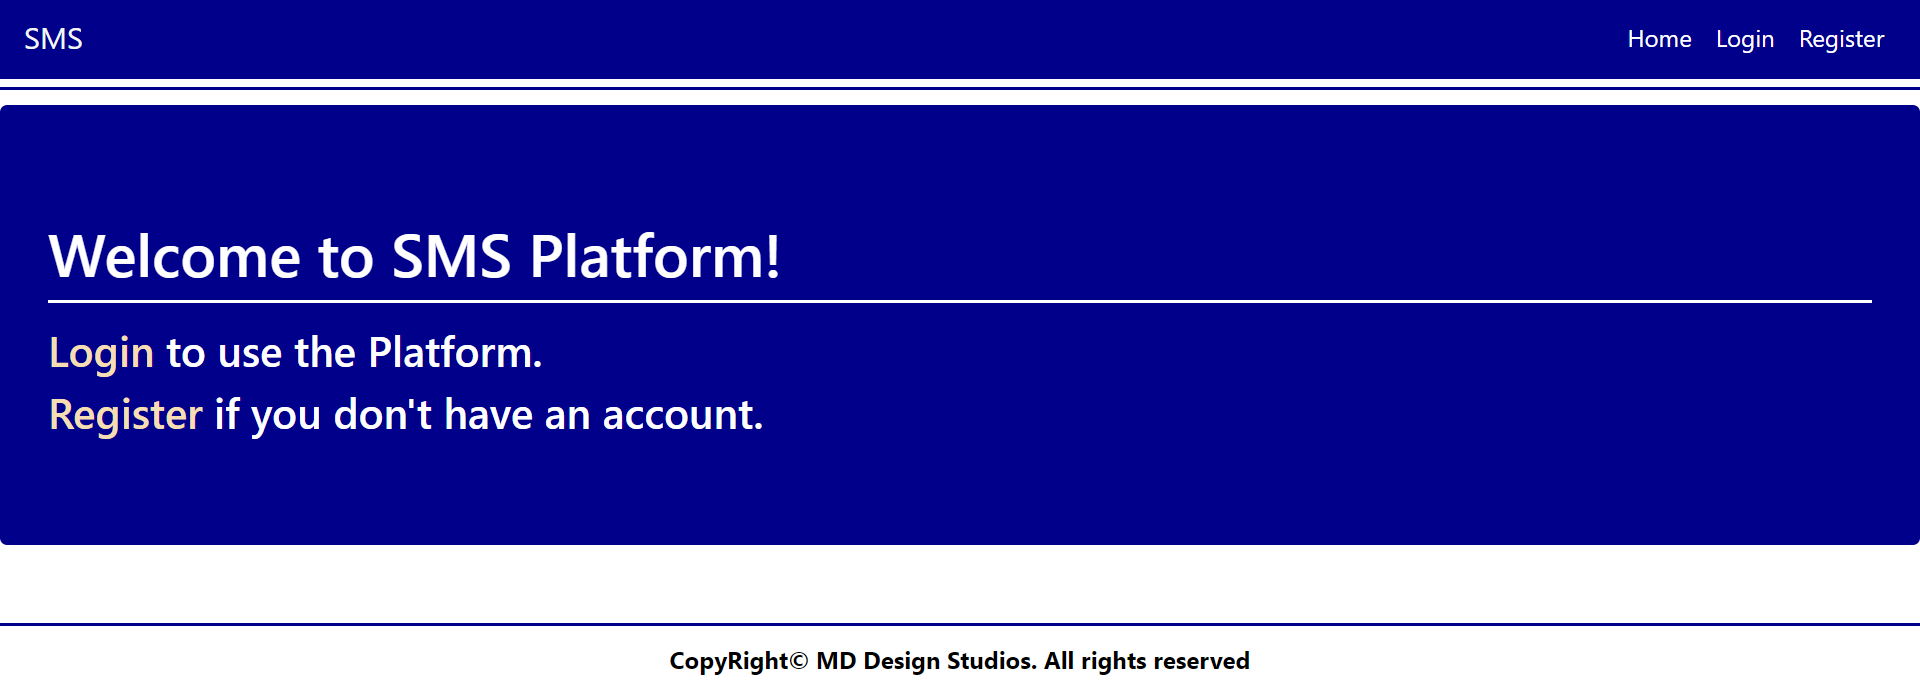 SMS
Home Login Register
Welcome to SMS Platform!
Login to use the Platform.
Register if you don't have an account.
CopyRight© MD Design Studios. All rights reserved